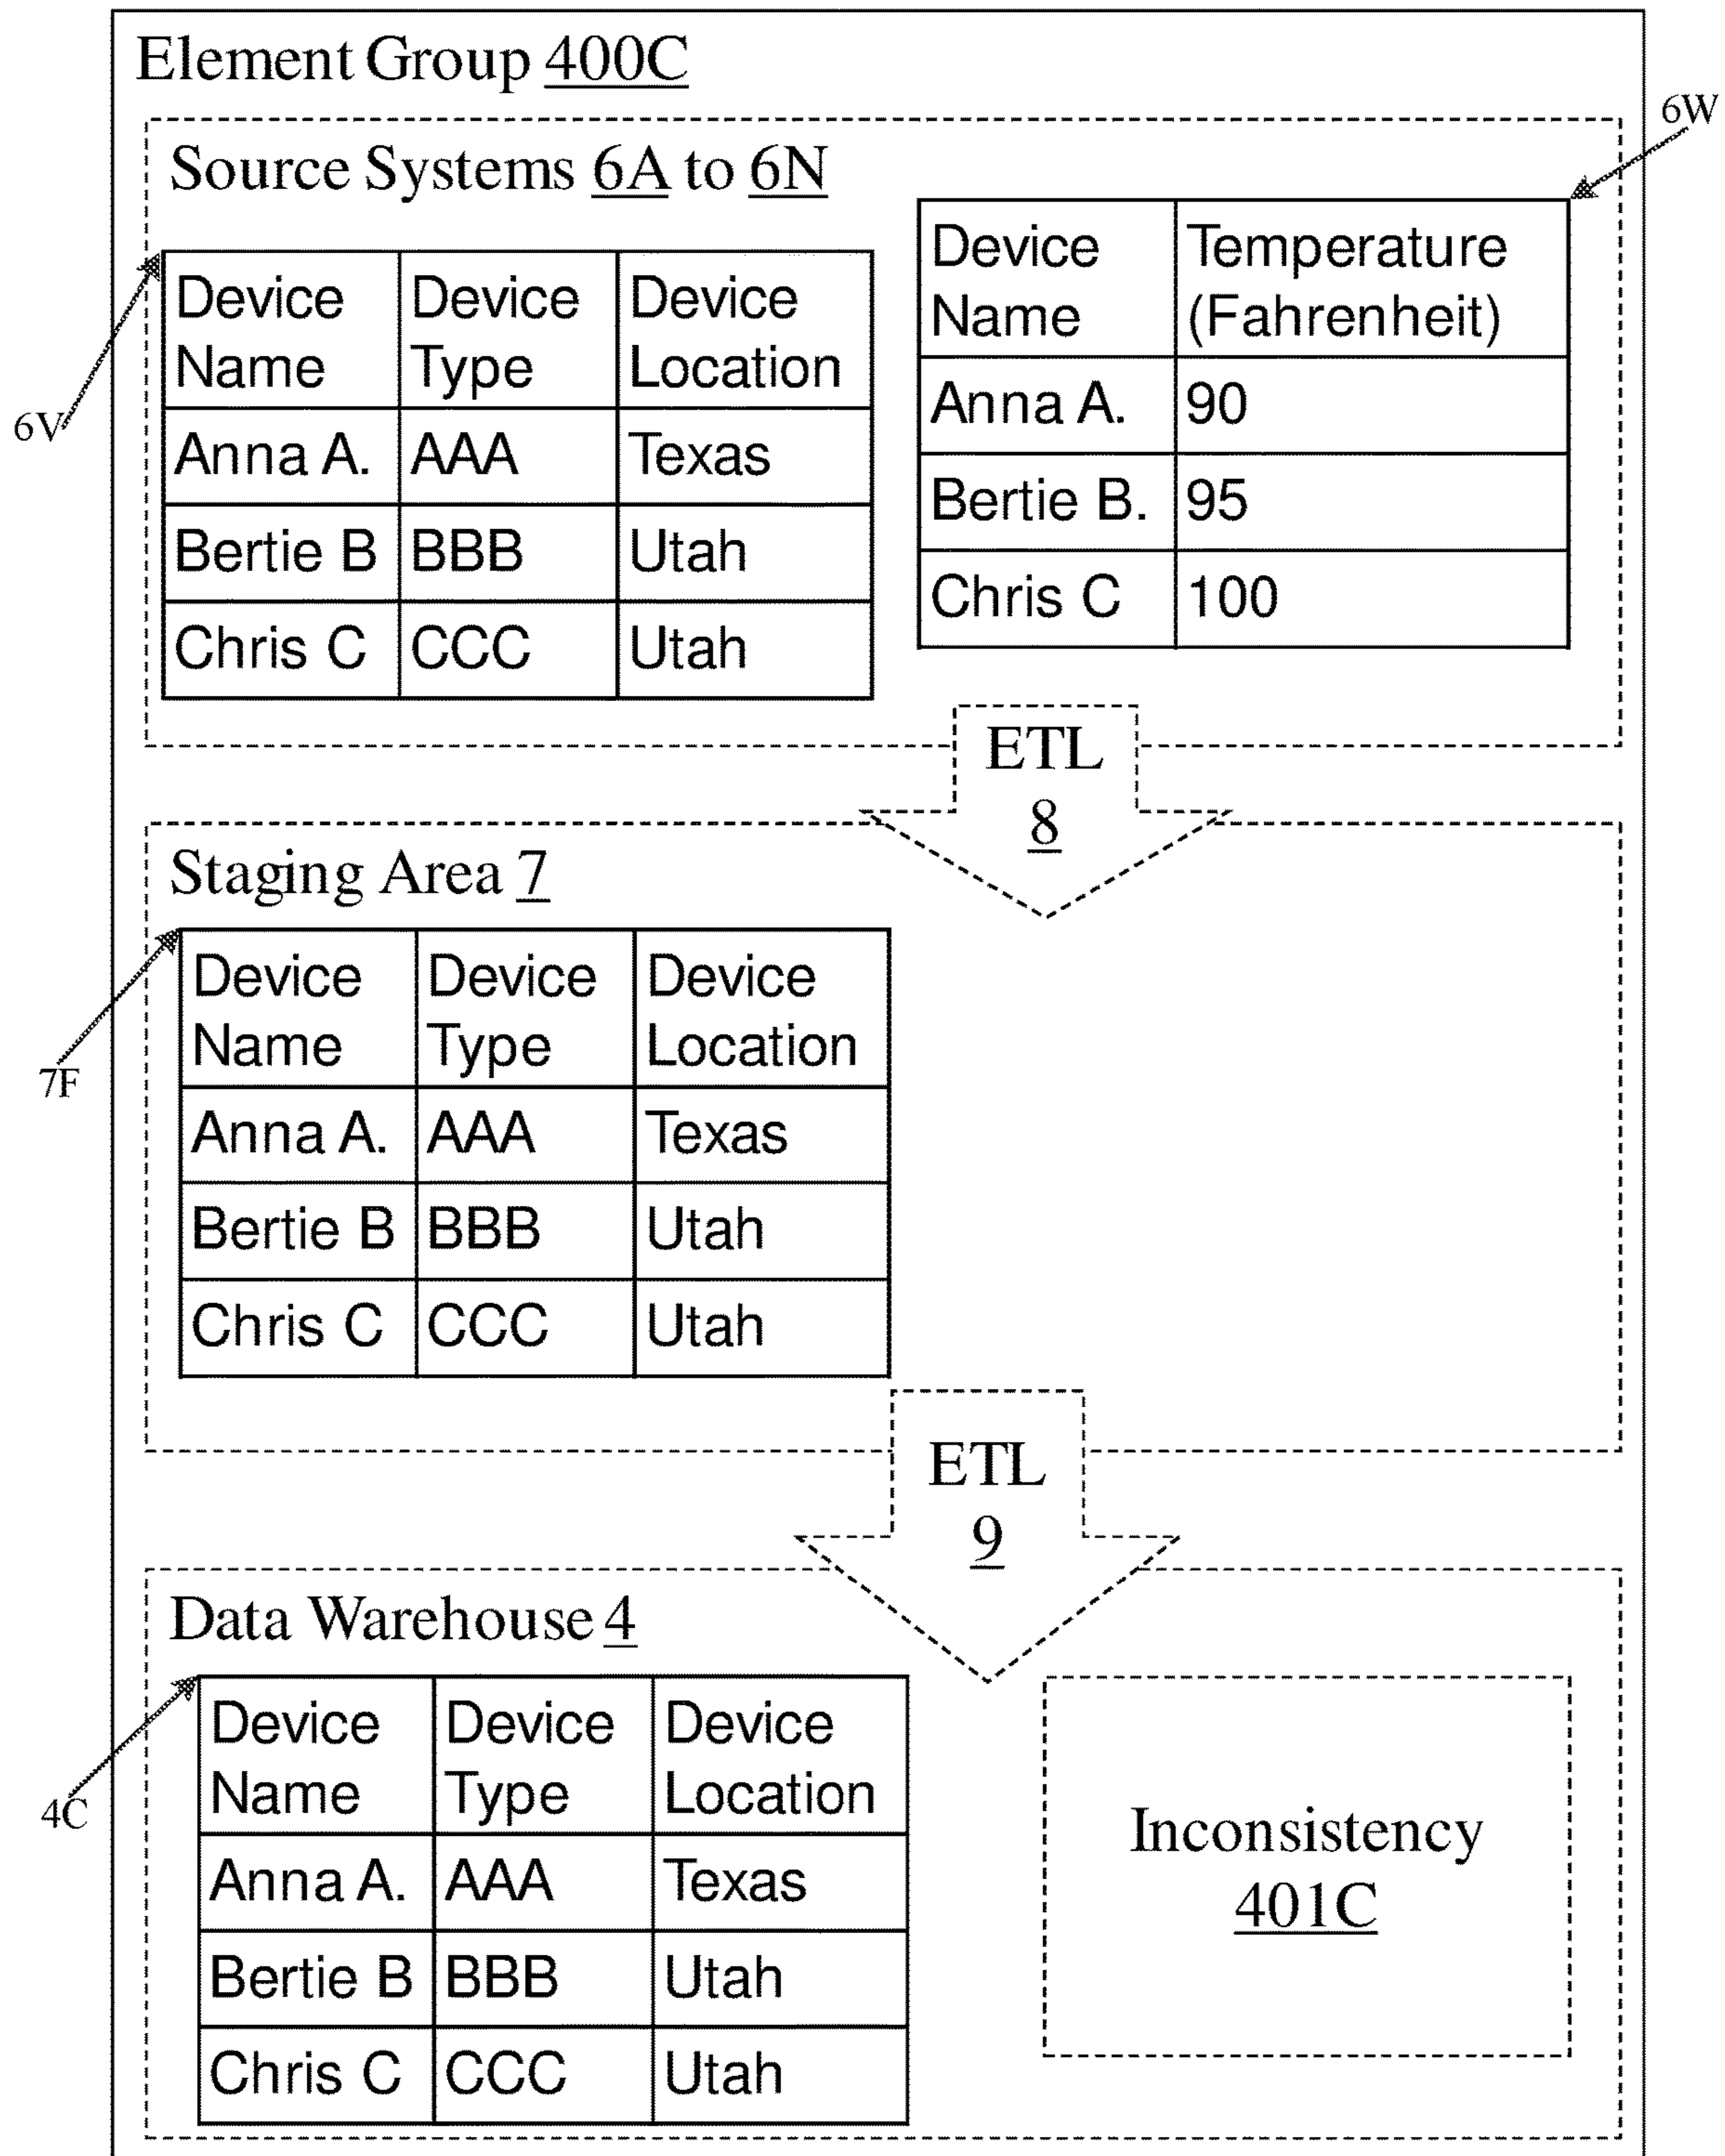 Element Group 400C
6W
Source Systems 6A to 6N
6V
Device Name Device Type Device Location
Anna A. AAA Texas
Bertie B BBB Utah
Chris C CCC Utah
Device Name Temperature (Fahrenheit)
Anna A. 90
Bertie B. 95
Chris C 100
ETL
8
Staging Area 7
7F
Device Name Device Type Device Location
Anna A. AAA Texas
Bertie B BBB Utah
Chris C CCC Utah
ETL
9
Data Warehouse 4
4C
Device Name Device Type Device Location
Anna A. AAA Texas
Bertie B BBB Utah
Chris C CCC Utah
Inconsistency
401C